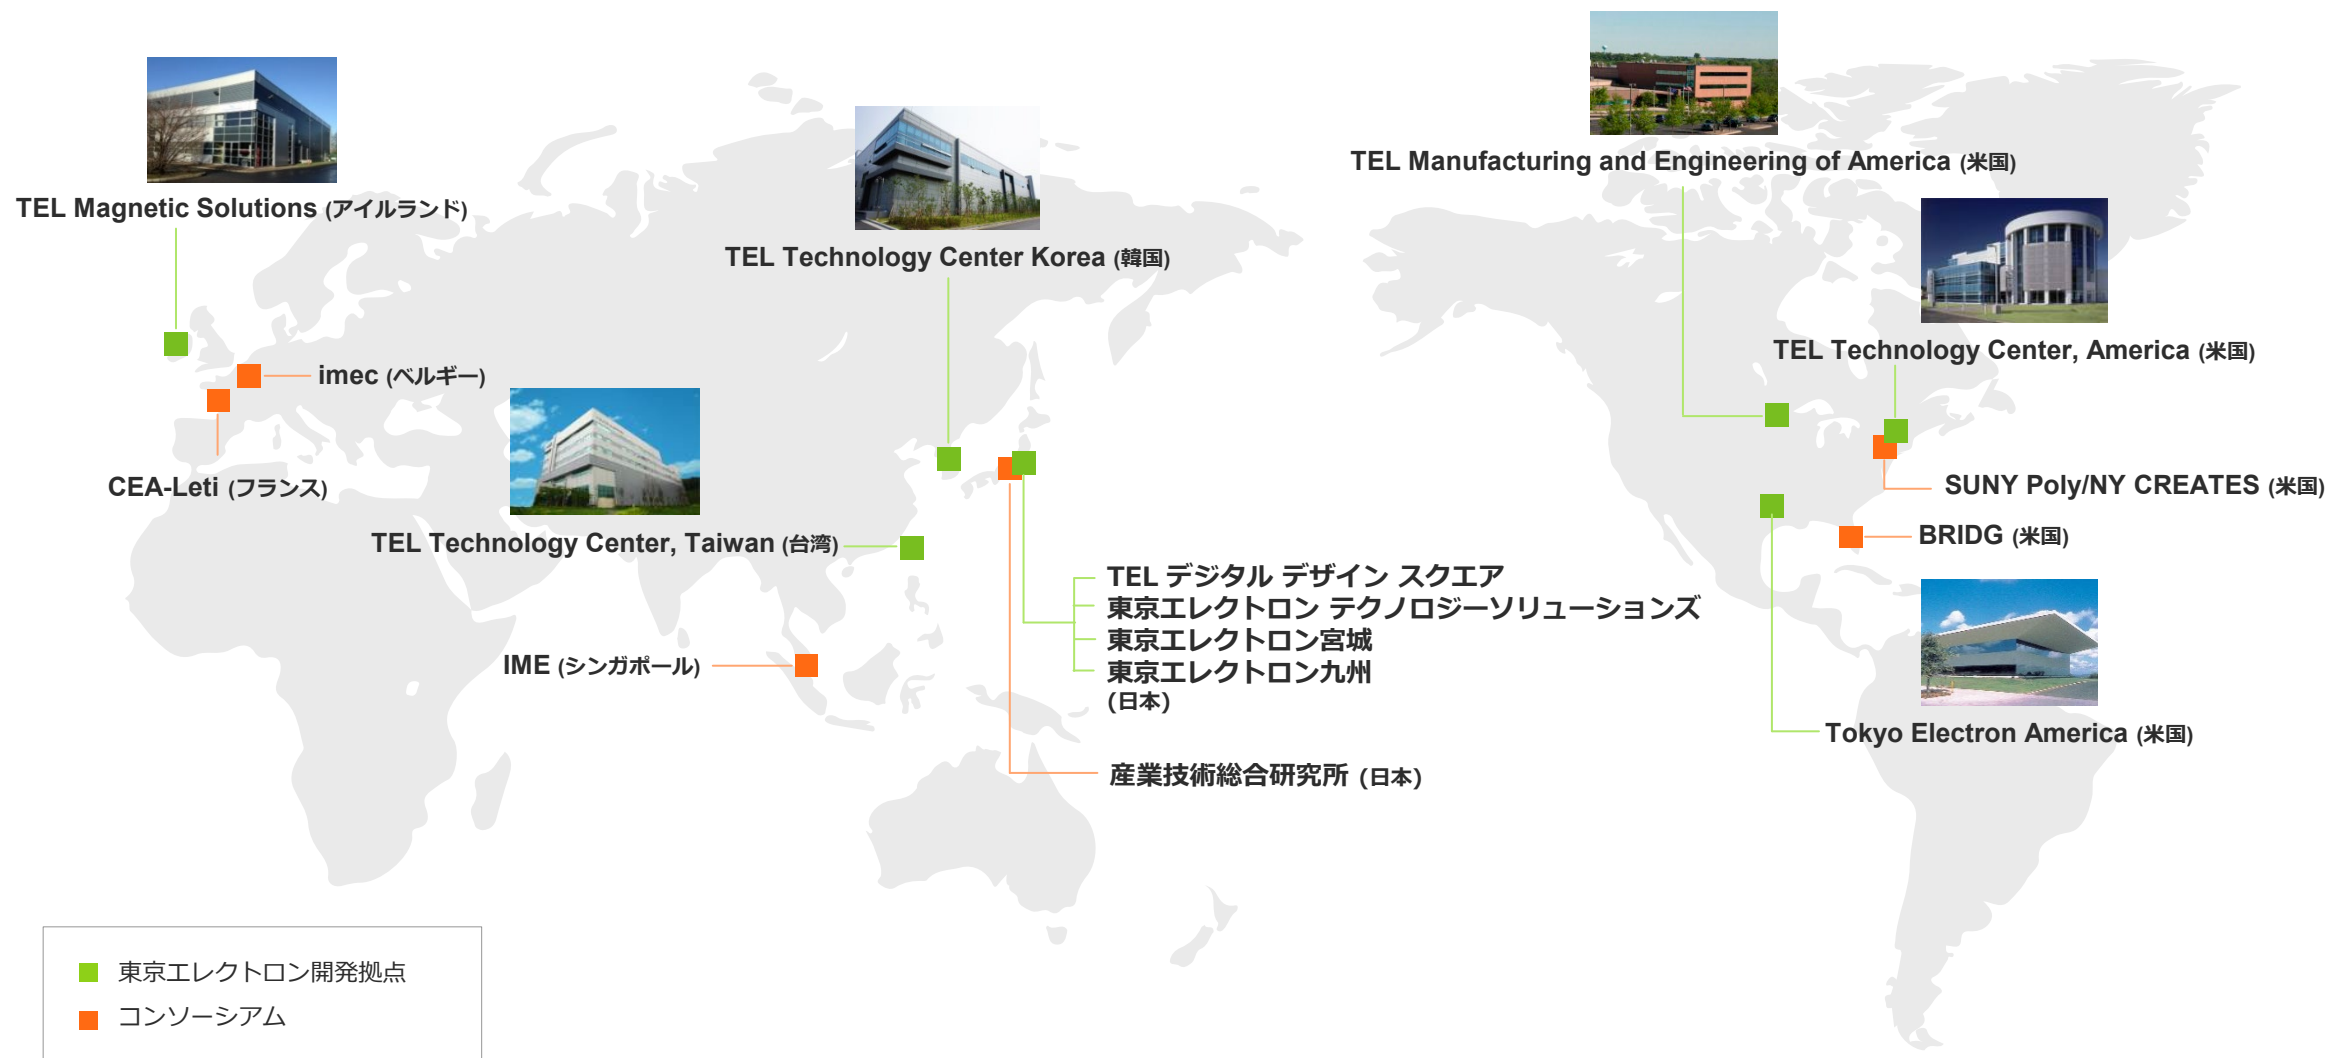 TEL Magnetic Solutions (アイルランド)
TEL Technology Center Korea (韓国)
TEL Manufacturing and Engineering of America (米国)
TEL Technology Center, America (米国)
imec (ベルギー)
CEA-Leti (フランス)
TEL Technology Center, Taiwan (台湾)
SUNY Poly/NY CREATES (米国)
BRIDG (米国)
TEL デジタル デザイン スクエア
東京エレクトロン テクノロジーソリューションズ
東京エレクトロン宮城
東京エレクトロン九州
(日本)
IME (シンガポール)
Tokyo Electron America (米国)
産業技術総合研究所 (日本)
東京エレクトロン開発拠点
コンソーシアム